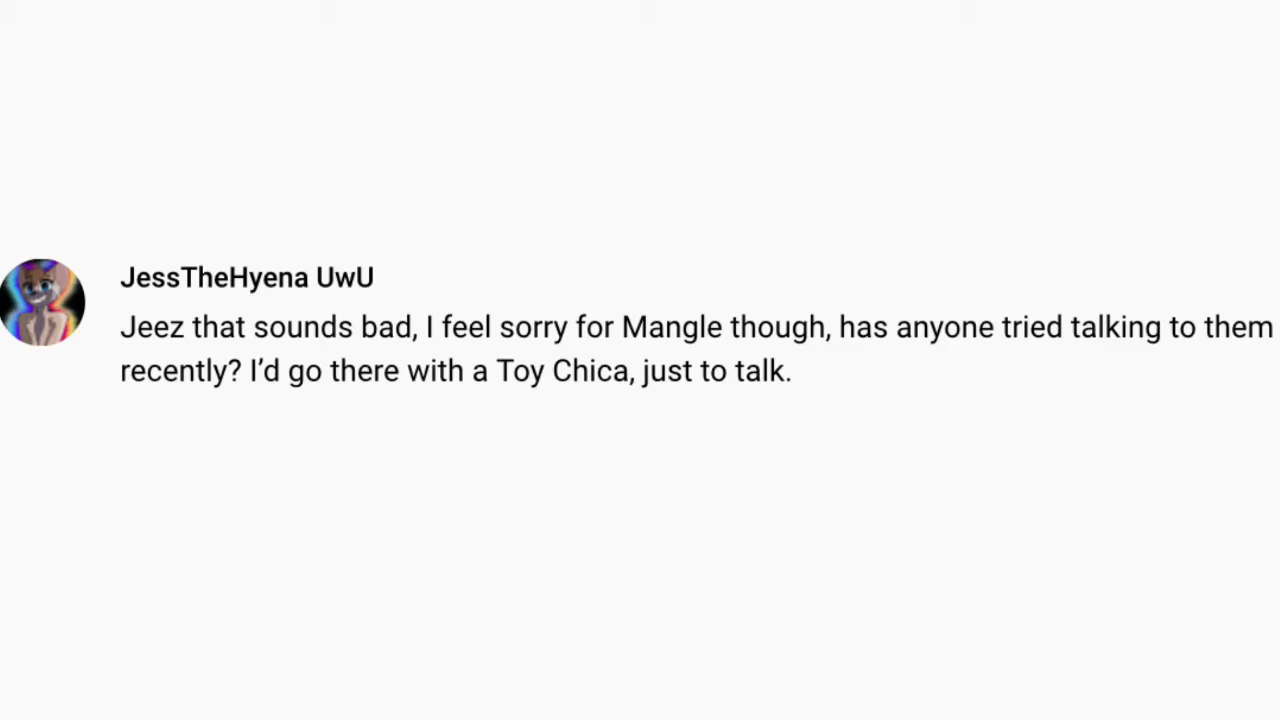 JessTheHyena UwU
Jeez that sounds bad, I feel sorry for Mangle though, has anyone tried talking to them
recently? I’d go there with a Toy Chica, just to talk.